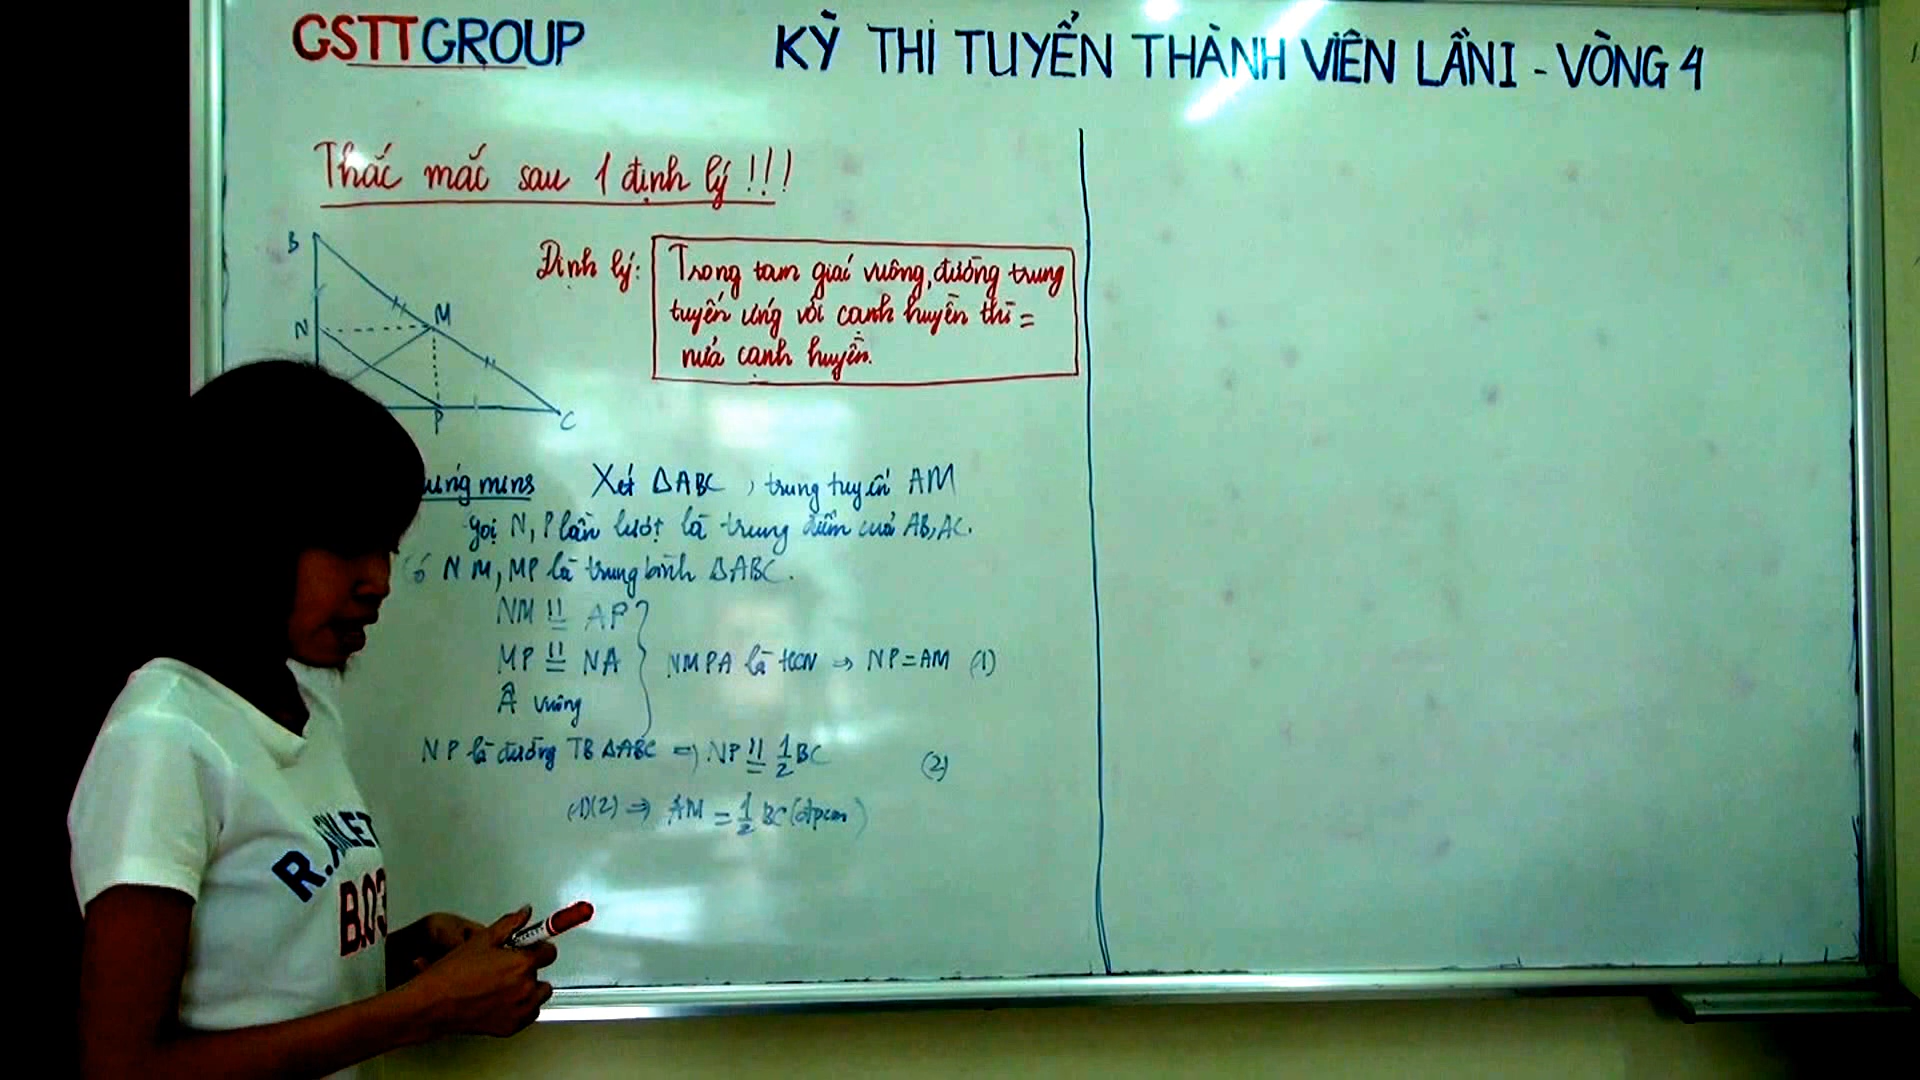 GSTTGROUP
KỲ THI TUYỂN THÀNH VIÊN LẦN I - VÒNG 4
Thắc mắc sau 1 định lý!!!
Định lý:
Trong tam giác vuông, đường trung
tuyến ứng với cạnh huyền thì =
nửa cạnh huyền.
B
N
M
P
C
Xét ΔABC, trung tuyến AM
gọi N, P lần lượt là trung điểm của AB, AC.
NM, MP là trung bình ΔABC.
NM // = AP
MP // = NA
NMPA là HCN ⇒ NP = AM (1)
Â vuông
NP là đường TB ΔABC ⇒ NP // = 1/2 BC (2)
(1)(2) ⇒ AM = 1/2 BC (đpcm)
B.03